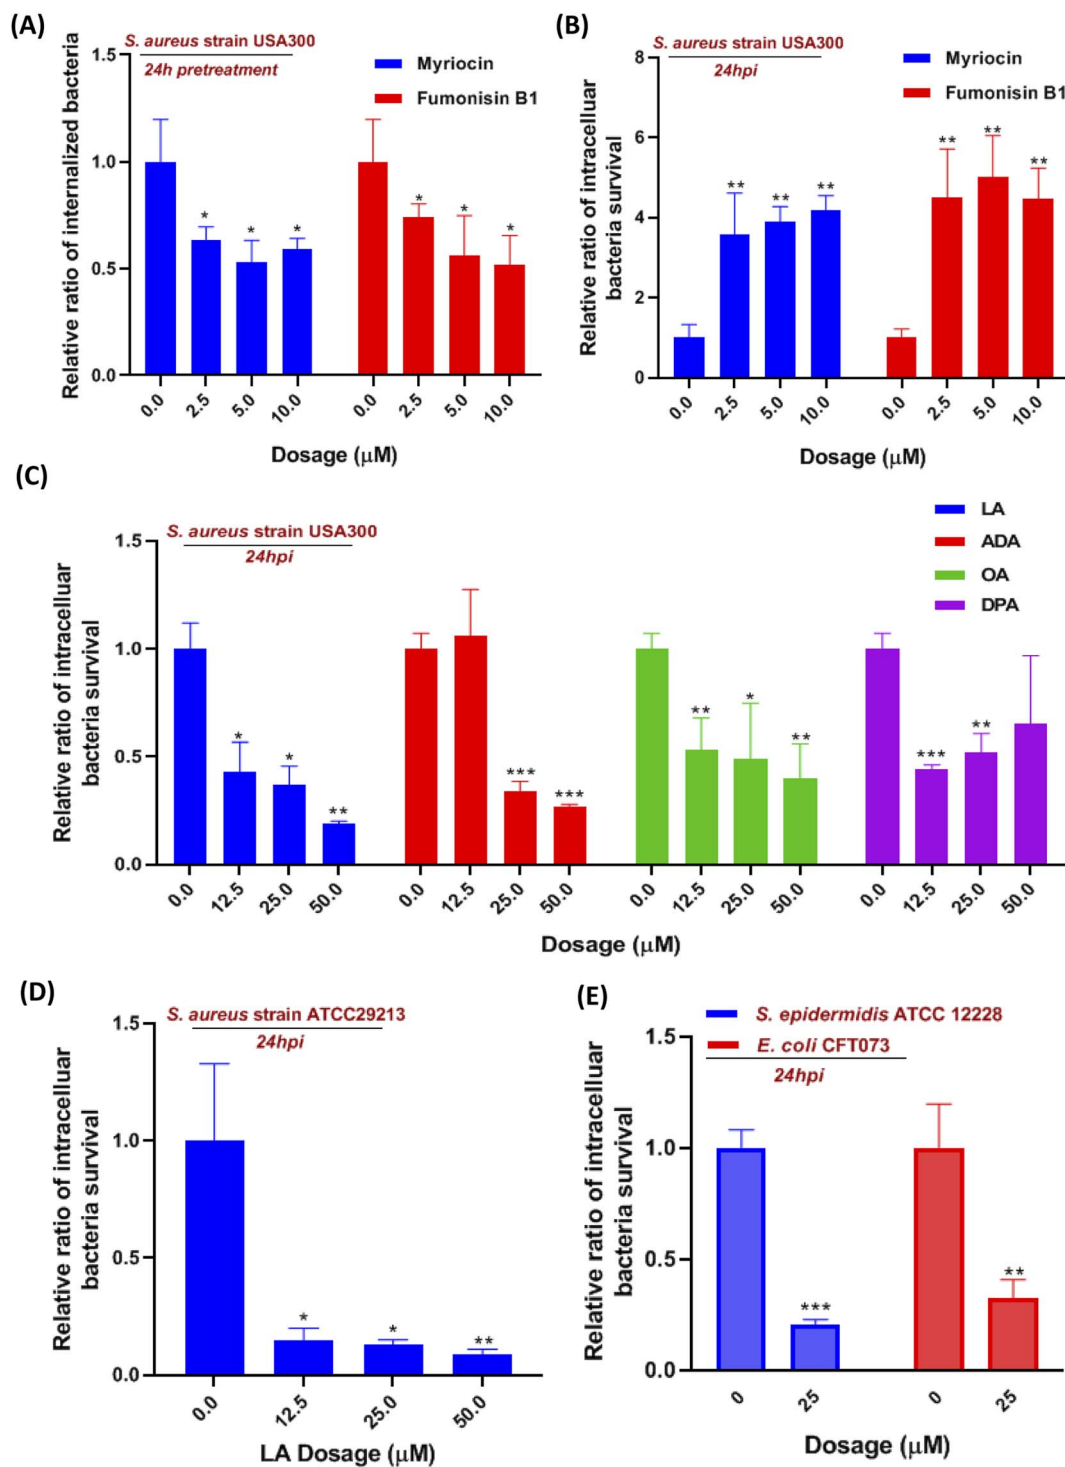 (A)
S. aureus strain USA300
24h pretreatment
Myriocin
Fumonisin B1
Relative ratio of internalized bacteria
1.5
1.0
0.5
0.0
*
*
*
*
*
*
0.0 2.5 5.0 10.0 0.0 2.5 5.0 10.0
Dosage (μM)
(B)
S. aureus strain USA300
24hpi
Myriocin
Fumonisin B1
Relative ratio of intracelluar
bacteria survival
8
6
4
2
0
**
**
**
**
**
**
0.0 2.5 5.0 10.0 0.0 2.5 5.0 10.0
Dosage (μM)
(C)
S. aureus strain USA300
24hpi
LA
ADA
OA
DPA
Relative ratio of intracelluar
bacteria survival
1.5
1.0
0.5
0.0
*
*
**
***
***
**
*
**
***
**
0.0 12.5 25.0 50.0 0.0 12.5 25.0 50.0 0.0 12.5 25.0 50.0 0.0 12.5 25.0 50.0
Dosage (μM)
(D)
S. aureus strain ATCC29213
24hpi
Relative ratio of intracelluar
bacteria survival
1.5
1.0
0.5
0.0
*
*
**
0.0 12.5 25.0 50.0
LA Dosage (μM)
(E)
S. epidermidis ATCC 12228
E. coli CFT073
24hpi
Relative ratio of intracelluar
bacteria survival
1.5
1.0
0.5
0.0
***
**
0 25 0 25
Dosage (μM)